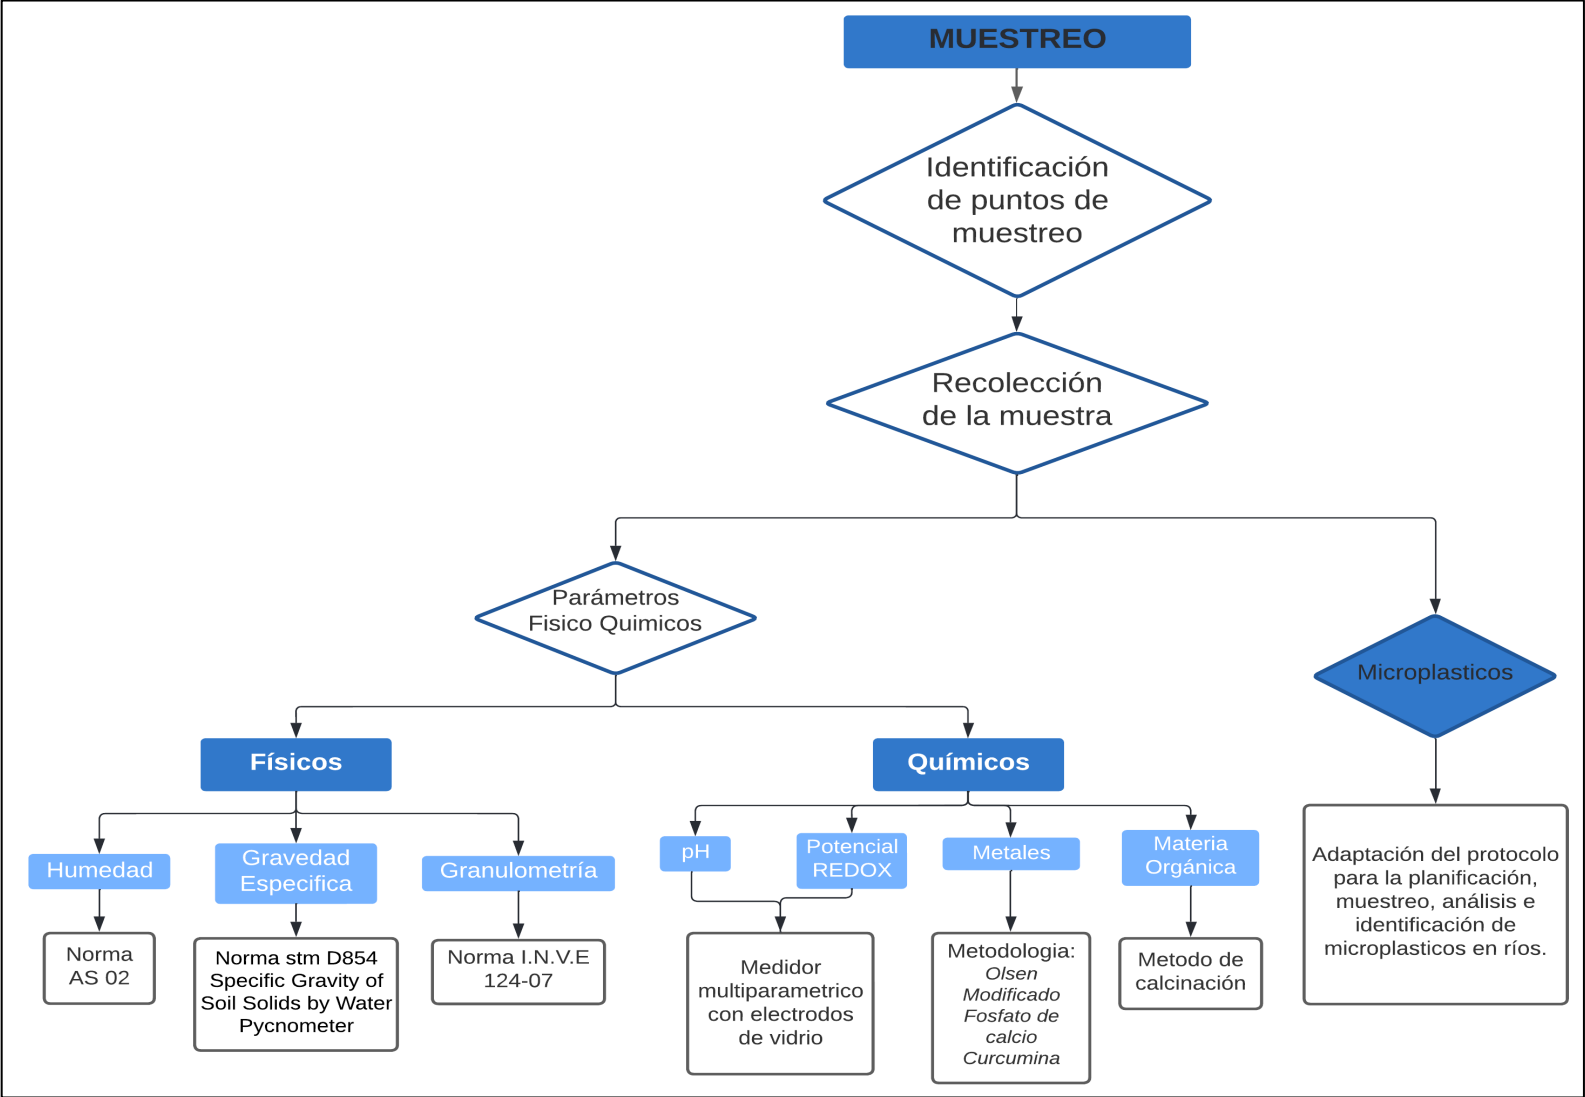 MUESTREO
Identificación
de puntos de
muestreo
Recolección
de la muestra
Parámetros
Fisico Quimicos
Microplasticos
Físicos
Químicos
Humedad
Gravedad
Especifica
Granulometría
pH
Potencial
REDOX
Metales
Materia
Orgánica
Norma
AS 02
Norma stm D854
Specific Gravity of
Soil Solids by Water
Pycnometer
Norma I.N.V.E
124-07
Medidor
multiparametrico
con electrodos
de vidrio
Metodologia:
Olsen
Modificado
Fosfato de
calcio
Curcumina
Metodo de
calcinación
Adaptación del protocolo
para la planificación,
muestreo, análisis e
identificación de
microplasticos en ríos.